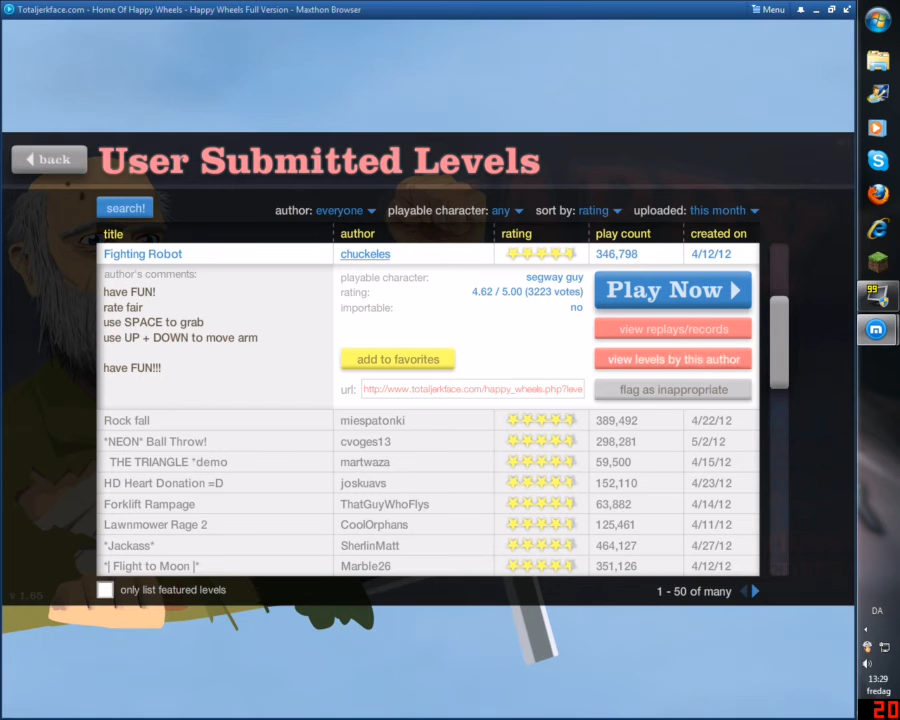 Totaljerkface.com - Home Of Happy Wheels - Happy Wheels Full Version - Maxthon Browser
Menu
back
User Submitted Levels
search!
author: everyone playable character: any sort by: rating uploaded: this month
title author rating play count created on
Fighting Robot chuckeles 346,798 4/12/12
author's comments:
have FUN!
rate fair
use SPACE to grab
use UP + DOWN to move arm
have FUN!!!
playable character: segway guy
rating: 4.62 / 5.00 (3223 votes)
importable: no
add to favorites
url: http://www.totaljerkface.com/happy_wheels.php?leve
Play Now
view replays/records
view levels by this author
flag as inappropriate
Rock fall miespatonki 389,492 4/22/12
*NEON* Ball Throw! cvoges13 298,281 5/2/12
THE TRIANGLE *demo martwaza 59,500 4/15/12
HD Heart Donation =D joskuavs 152,110 4/23/12
Forklift Rampage ThatGuyWhoFlys 63,882 4/14/12
Lawnmower Rage 2 CoolOrphans 125,461 4/11/12
*Jackass* SherlinMatt 464,127 4/27/12
*| Flight to Moon |* Marble26 351,126 4/12/12
only list featured levels
1 - 50 of many
v 1.65
99
DA
13:29
fredag
20